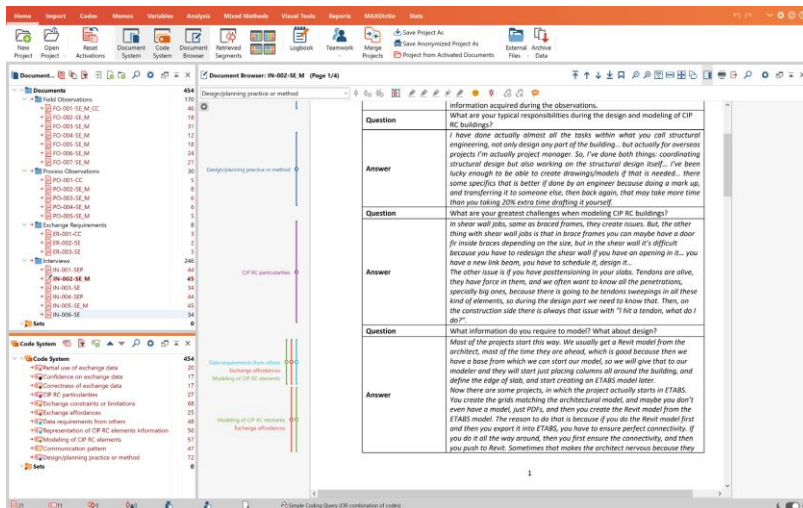 Home Import Codes Memos Variables Analysis Mixed Methods Visual Tools Reports MAXDictio Stats
New Project
Open Project
Reset Activations
Document System
Code System
Document Browser
Retrieved Segments
Logbook
Teamwork
Merge Projects
Save Project As
Save Anonymized Project As
Project from Activated Documents
External Files
Archive Data
Document...
Documents 454
Field Observations 170
FO-001-SE_M_CC 46
FO-002-SE_M 18
FO-003-SE_M 31
FO-004-SE_M 12
FO-005-SE_M 18
FO-006-SE_M 24
FO-007-SE_M 21
Process Observations 30
PO-001-CC 5
PO-002-SE_M 8
PO-003-SE_M 6
PO-004-SE_M 6
PO-005-SE_M 5
Exchange Requirements 8
ER-001-CC 3
ER-002-SE 2
ER-003-SE 3
Interviews 246
IN-001-SEP 44
IN-002-SE_M 45
IN-003-SE 34
IN-004-SEP 44
IN-005-SE_M 45
IN-006-SE 34
Sets 0
Code System
Code System 454
Partial use of exchange data 20
Confidence on exchange data 17
Correctness of exchange data 17
CIP RC particularities 27
Exchange constraints or limitations 68
Exchange affordances 25
Data requirements from others 48
Representation of CIP RC elements information 56
Modeling of CIP RC elements 57
Communication pattern 47
Design/planning practice or method 72
Sets 0
Document Browser: IN-002-SE_M (Page 1/4)
Design/planning practice or method
Design/planning practice or method
CIP RC particularities
Data requirements from others
Exchange affordances
Modeling of CIP RC elements
Modeling of CIP RC elements
Exchange affordances
information acquired during the observations.
Question What are your typical responsibilities during the design and modeling of CIP
RC buildings?
I have done actually almost all the tasks within what you call structural
engineering, not only design any part of the building... but actually for overseas
projects I'm actually project manager. So, I've done both things: coordinating
structural design but also working on the structural design itself... I've been
Answer lucky enough to be able to create drawings/models if that is needed... there
some specifics that is better if done by an engineer because doing a mark up,
and transferring it to someone else, then back again, that may take more time
than you taking 20% extra time drafting it yourself.
Question What are your greatest challenges when modeling CIP RC buildings?
In shear wall jobs, same as braced frames, they create issues. But, the other
thing with shear wall jobs is that in brace frames you can maybe have a door
fir inside braces depending on the size, but in the shear wall it's difficult
because you have to redesign the shear wall if you have an opening in it... you
have a new link beam, you have to schedule it, design it...
Answer The other issue is if you have posttensioning in your slabs. Tendons are alive,
they have force in them, and we often want to know all the penetrations,
specially big ones, because there is going to be tendons sweepings in all these
kind of elements, so during the design part we need to know that. Then, on
the construction side there is always that issue with "I hit a tendon, what do I
do?".
Question What information do you require to model? What about design?
Most of the projects start this way. We usually get a Revit model from the
architect, most of the time they are ahead, which is good because then we
have a base from which we can start our model, so we will give that to our
modeler and they will start just placing columns all around the building, and
define the edge of slab, and start creating an ETABS model later.
Answer Now there are some projects, in which the project actually starts in ETABS.
You create the grids matching the architectural model, and maybe you don't
even have a model, just PDFs, and then you create the Revit model from the
ETABS model. The reason to do that is because if you do the Revit model first
and then you export it into ETABS, you have to ensure perfect connectivity. If
you do it all the way around, then you first ensure the connectivity, and then
you push to Revit. Sometimes that makes the architect nervous because they
1
Simple Coding Query (OR combination of codes)